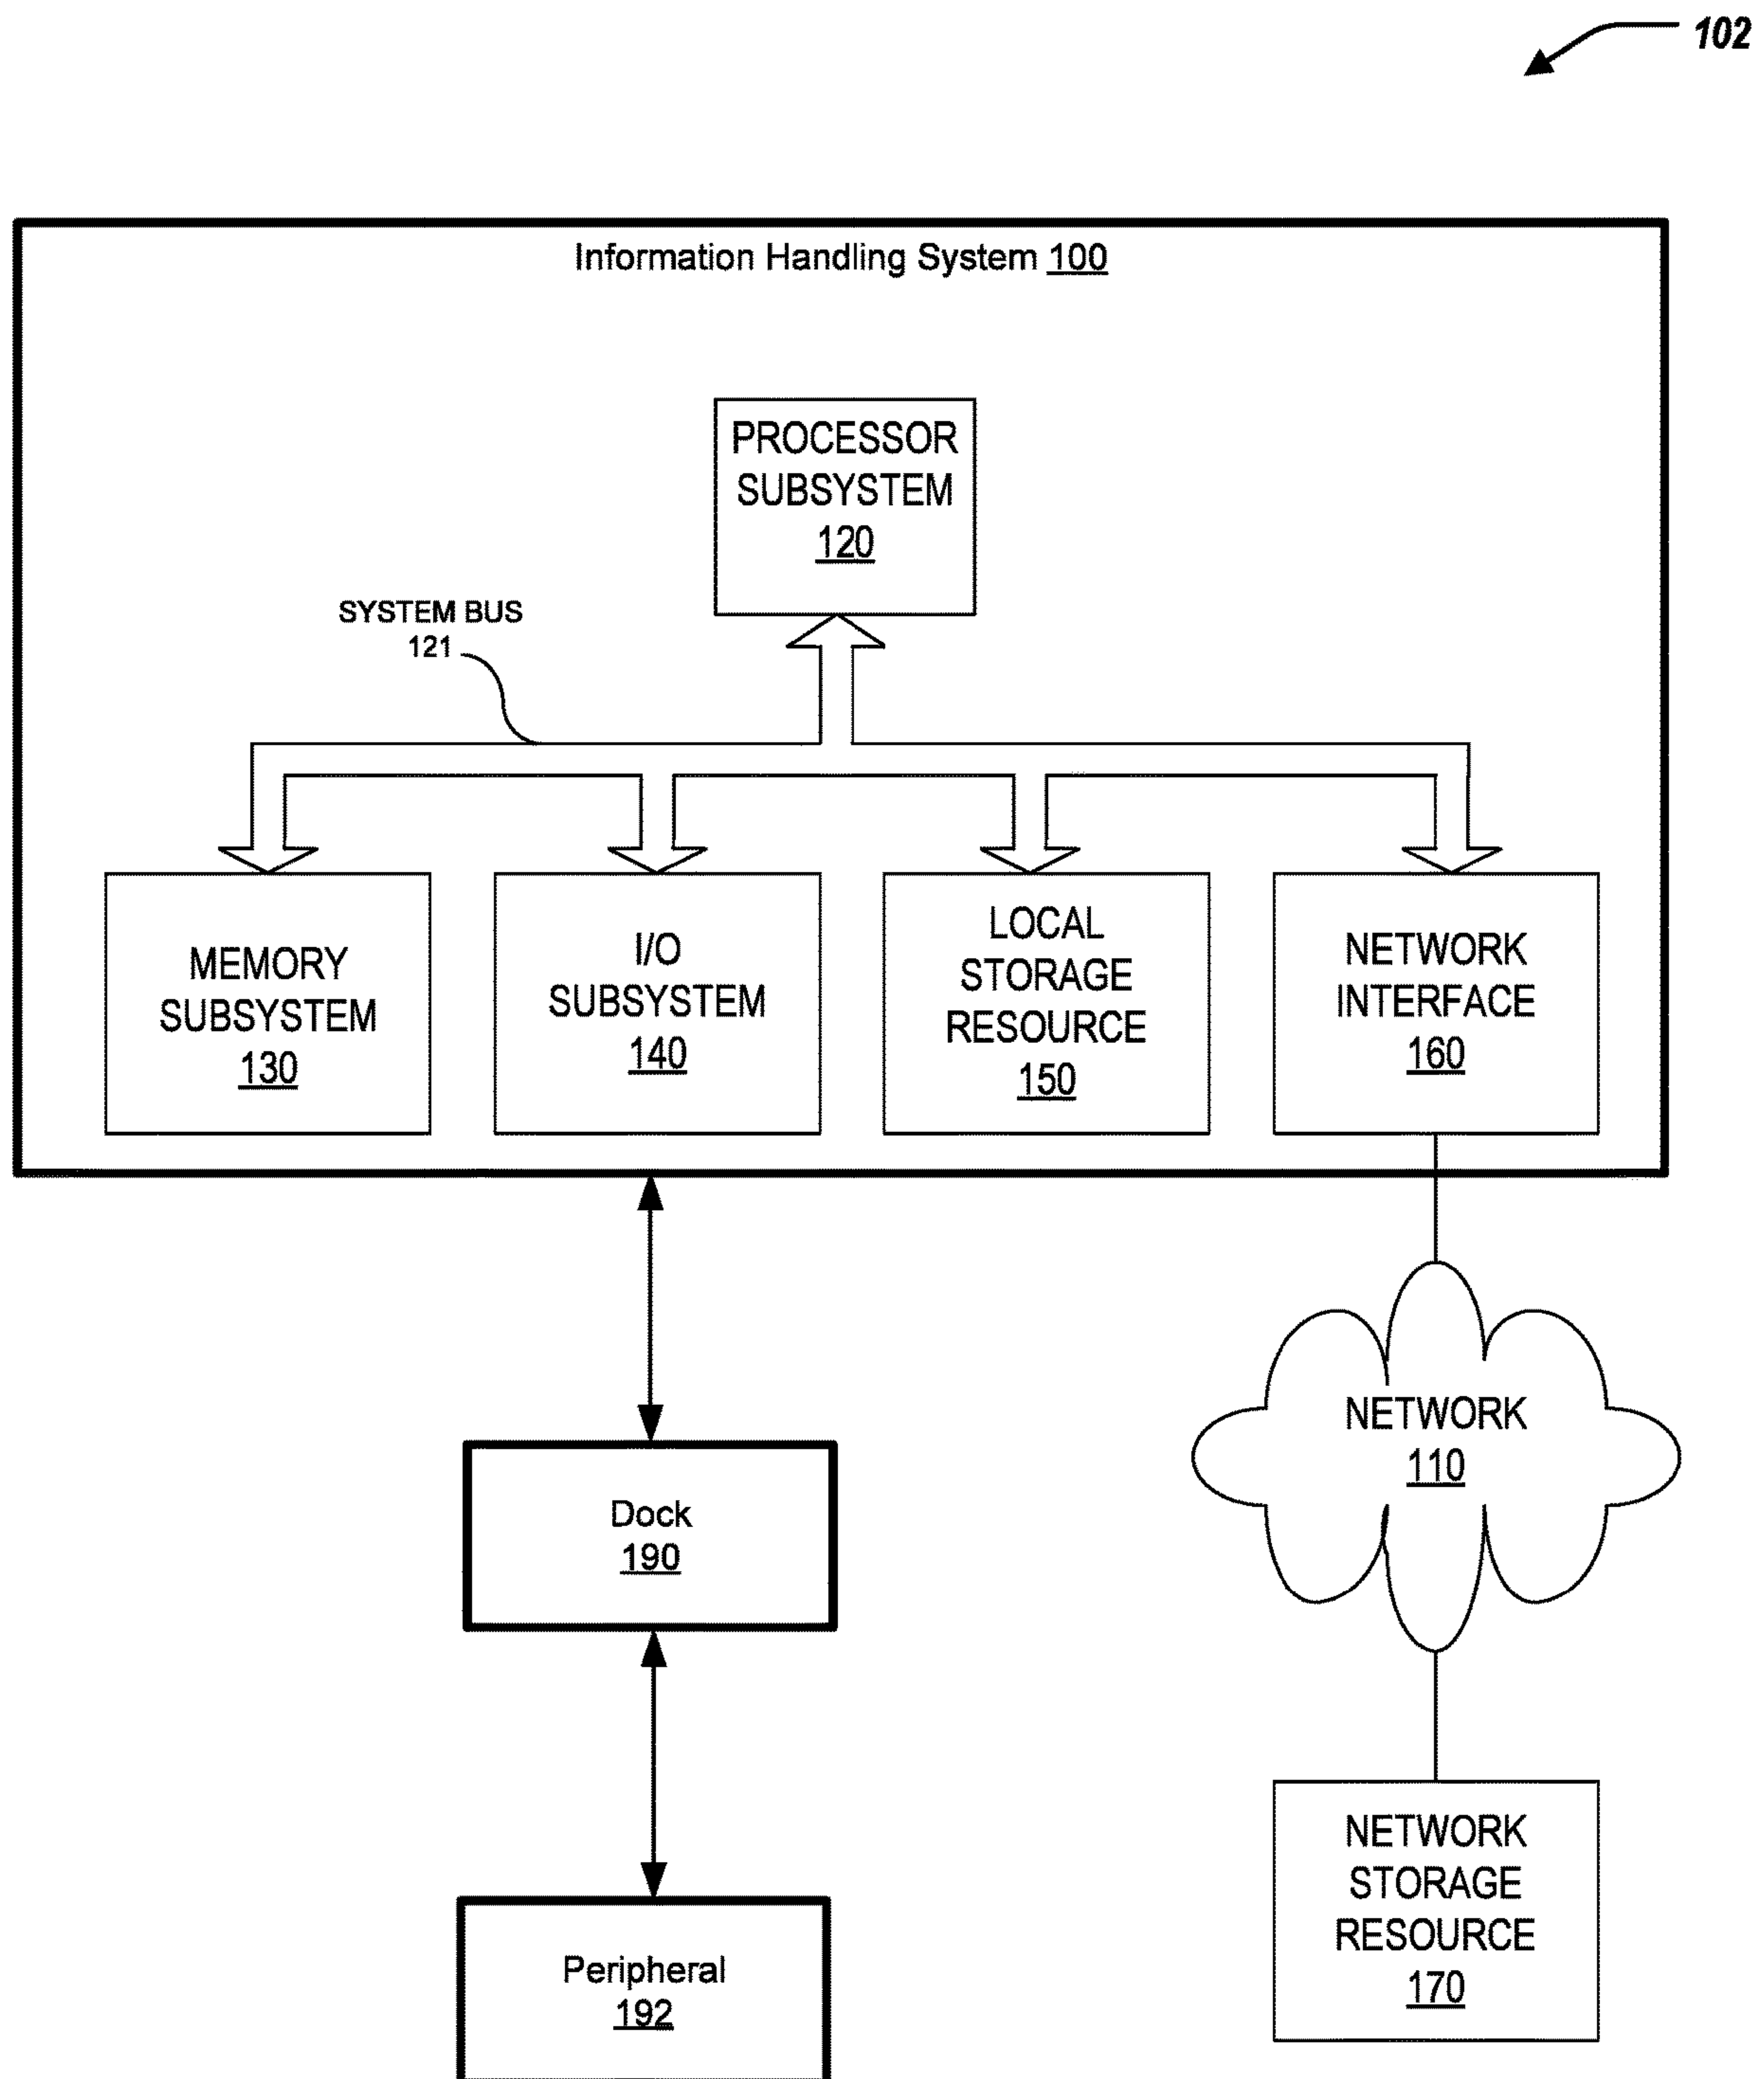 102
Information Handling System 100
PROCESSOR
SUBSYSTEM
120
SYSTEM BUS
121
MEMORY
SUBSYSTEM
130
I/O
SUBSYSTEM
140
LOCAL
STORAGE
RESOURCE
150
NETWORK
INTERFACE
160
NETWORK
110
Dock
190
NETWORK
STORAGE
RESOURCE
170
Peripheral
192